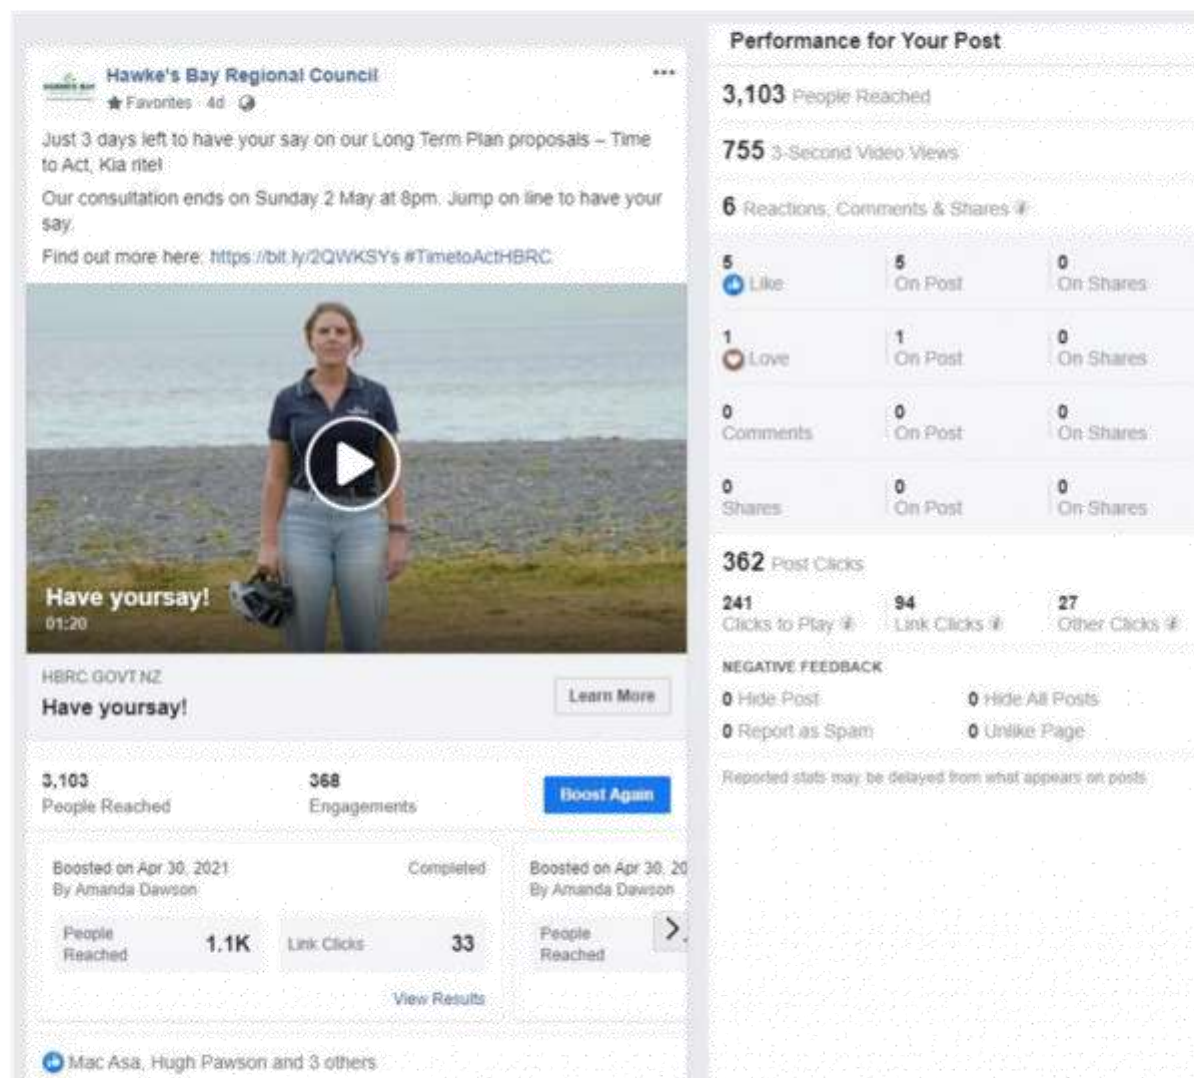 Hawke's Bay Regional Council
Favorites 4d
Just 3 days left to have your say on our Long Term Plan proposals – Time
to Act, Kia rite!
Our consultation ends on Sunday 2 May at 8pm. Jump on line to have your
say.
Find out more here: https://bit.ly/2QWKSYs #TimetoActHBRC
Have yoursay!
01:20
HBRC.GOVT.NZ
Have yoursay!
Learn More
3,103
People Reached
368
Engagements
Boost Again
Boosted on Apr 30, 2021
By Amanda Dawson
Completed
People
Reached
1.1K
Link Clicks
33
View Results
Boosted on Apr 30, 20
By Amanda Dawson
People
Reached
Mac Asa, Hugh Pawson and 3 others
Performance for Your Post
3,103 People Reached
755 3-Second Video Views
6 Reactions, Comments & Shares
5
Like
5
On Post
0
On Shares
1
Love
1
On Post
0
On Shares
0
Comments
0
On Post
0
On Shares
0
Shares
0
On Post
0
On Shares
362 Post Clicks
241
Clicks to Play
94
Link Clicks
27
Other Clicks
NEGATIVE FEEDBACK
0 Hide Post
0 Hide All Posts
0 Report as Spam
0 Unlike Page
Reported stats may be delayed from what appears on posts